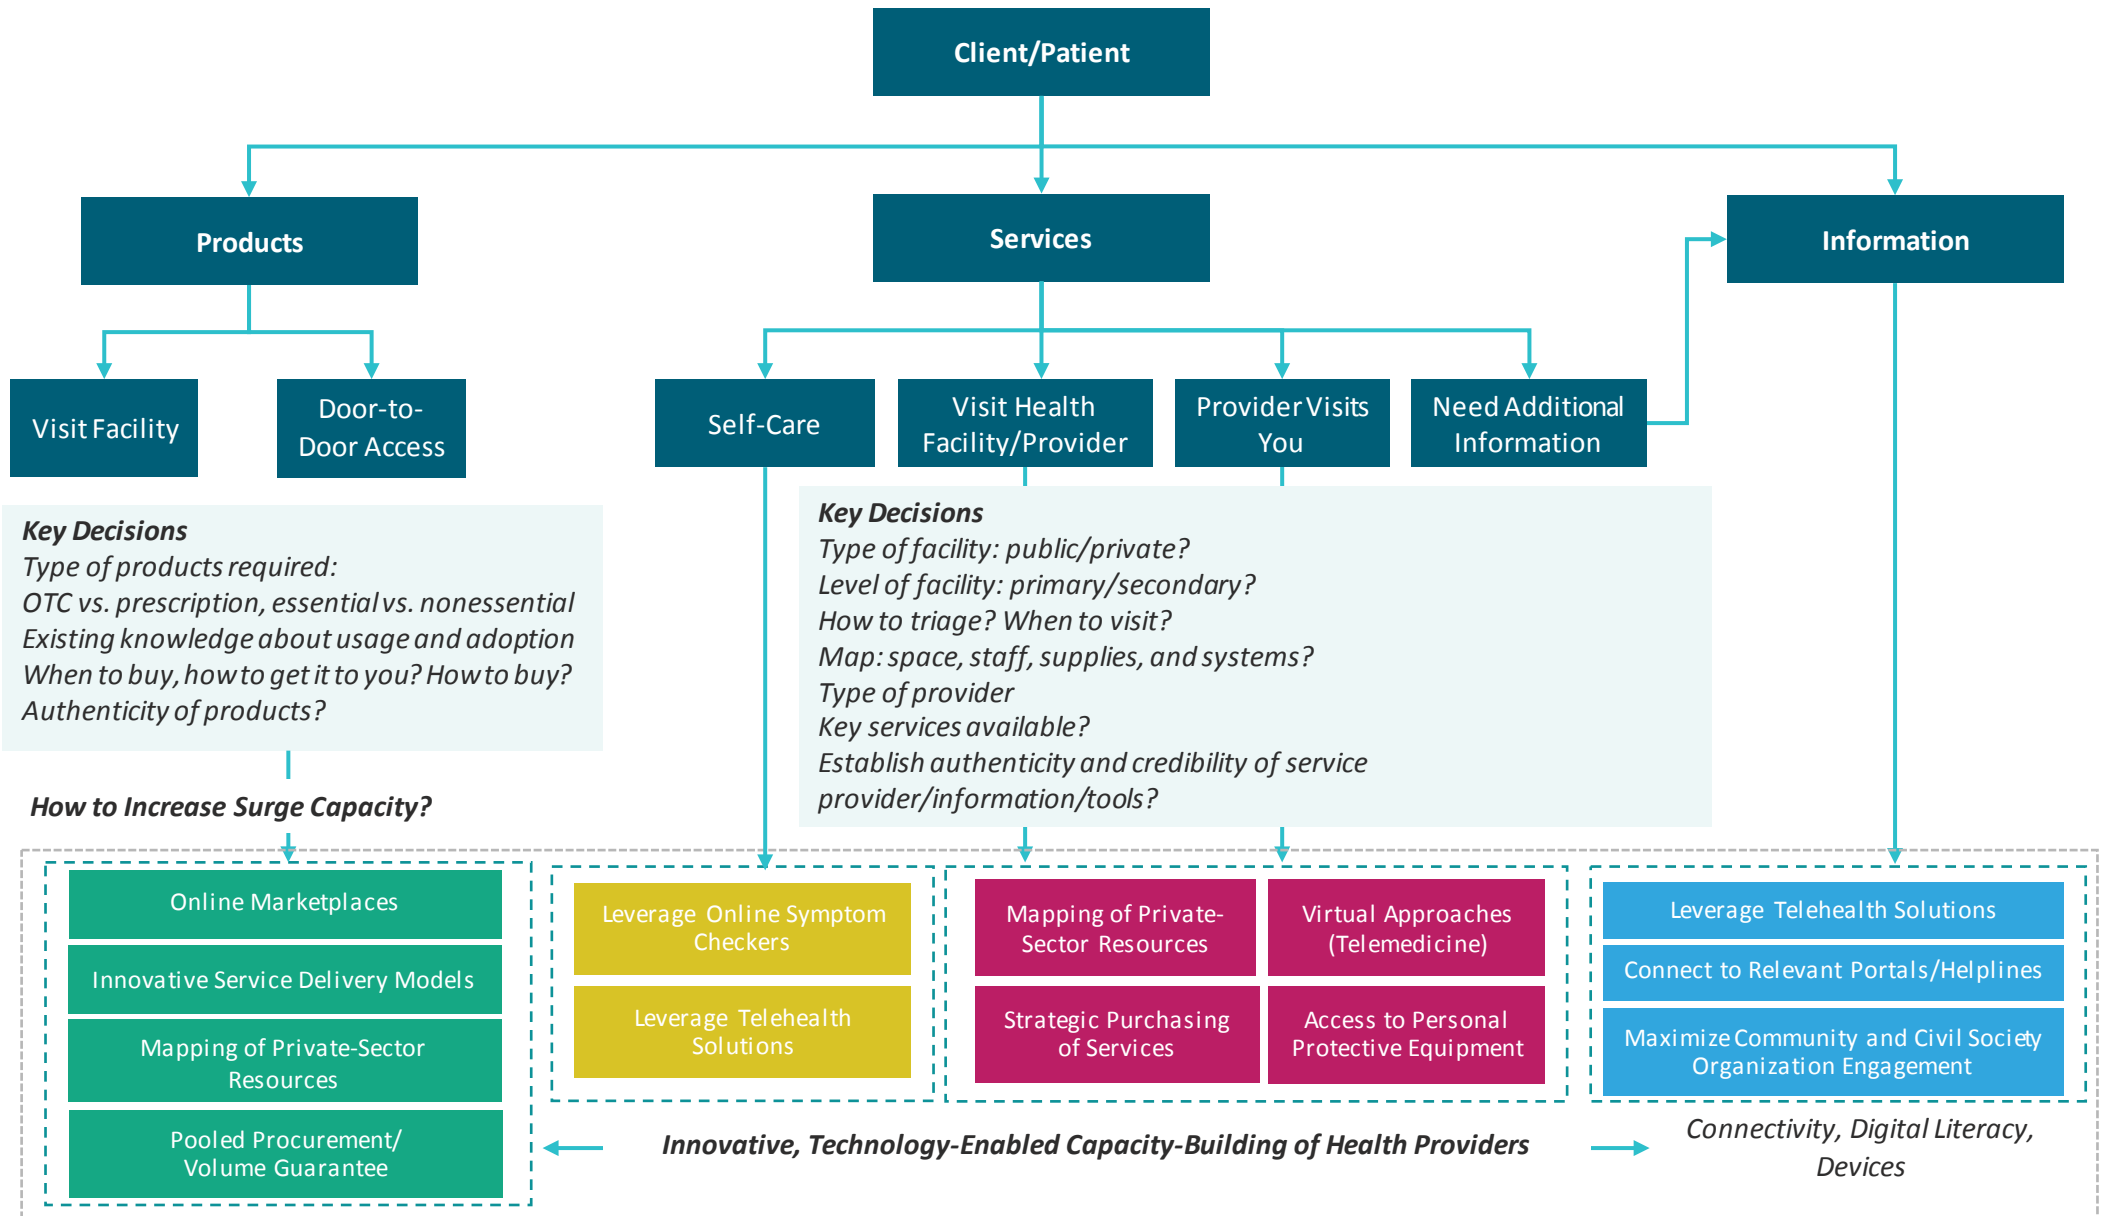 Client/Patient
Products
Services
Information
Visit Facility
Door-to-
Door Access
Self-Care
Visit Health
Facility/Provider
Provider Visits
You
Need Additional
Information
Key Decisions
Type of products required:
OTC vs. prescription, essential vs. nonessential
Existing knowledge about usage and adoption
When to buy, how to get it to you? How to buy?
Authenticity of products?
Key Decisions
Type of facility: public/private?
Level of facility: primary/secondary?
How to triage? When to visit?
Map: space, staff, supplies, and systems?
Type of provider
Key services available?
Establish authenticity and credibility of service
provider/information/tools?
How to Increase Surge Capacity?
Online Marketplaces
Innovative Service Delivery Models
Mapping of Private-Sector
Resources
Pooled Procurement/
Volume Guarantee
Leverage Online Symptom
Checkers
Leverage Telehealth
Solutions
Mapping of Private-
Sector Resources
Virtual Approaches
(Telemedicine)
Strategic Purchasing
of Services
Access to Personal
Protective Equipment
Leverage Telehealth Solutions
Connect to Relevant Portals/Helplines
Maximize Community and Civil Society
Organization Engagement
Innovative, Technology-Enabled Capacity-Building of Health Providers
Connectivity, Digital Literacy,
Devices